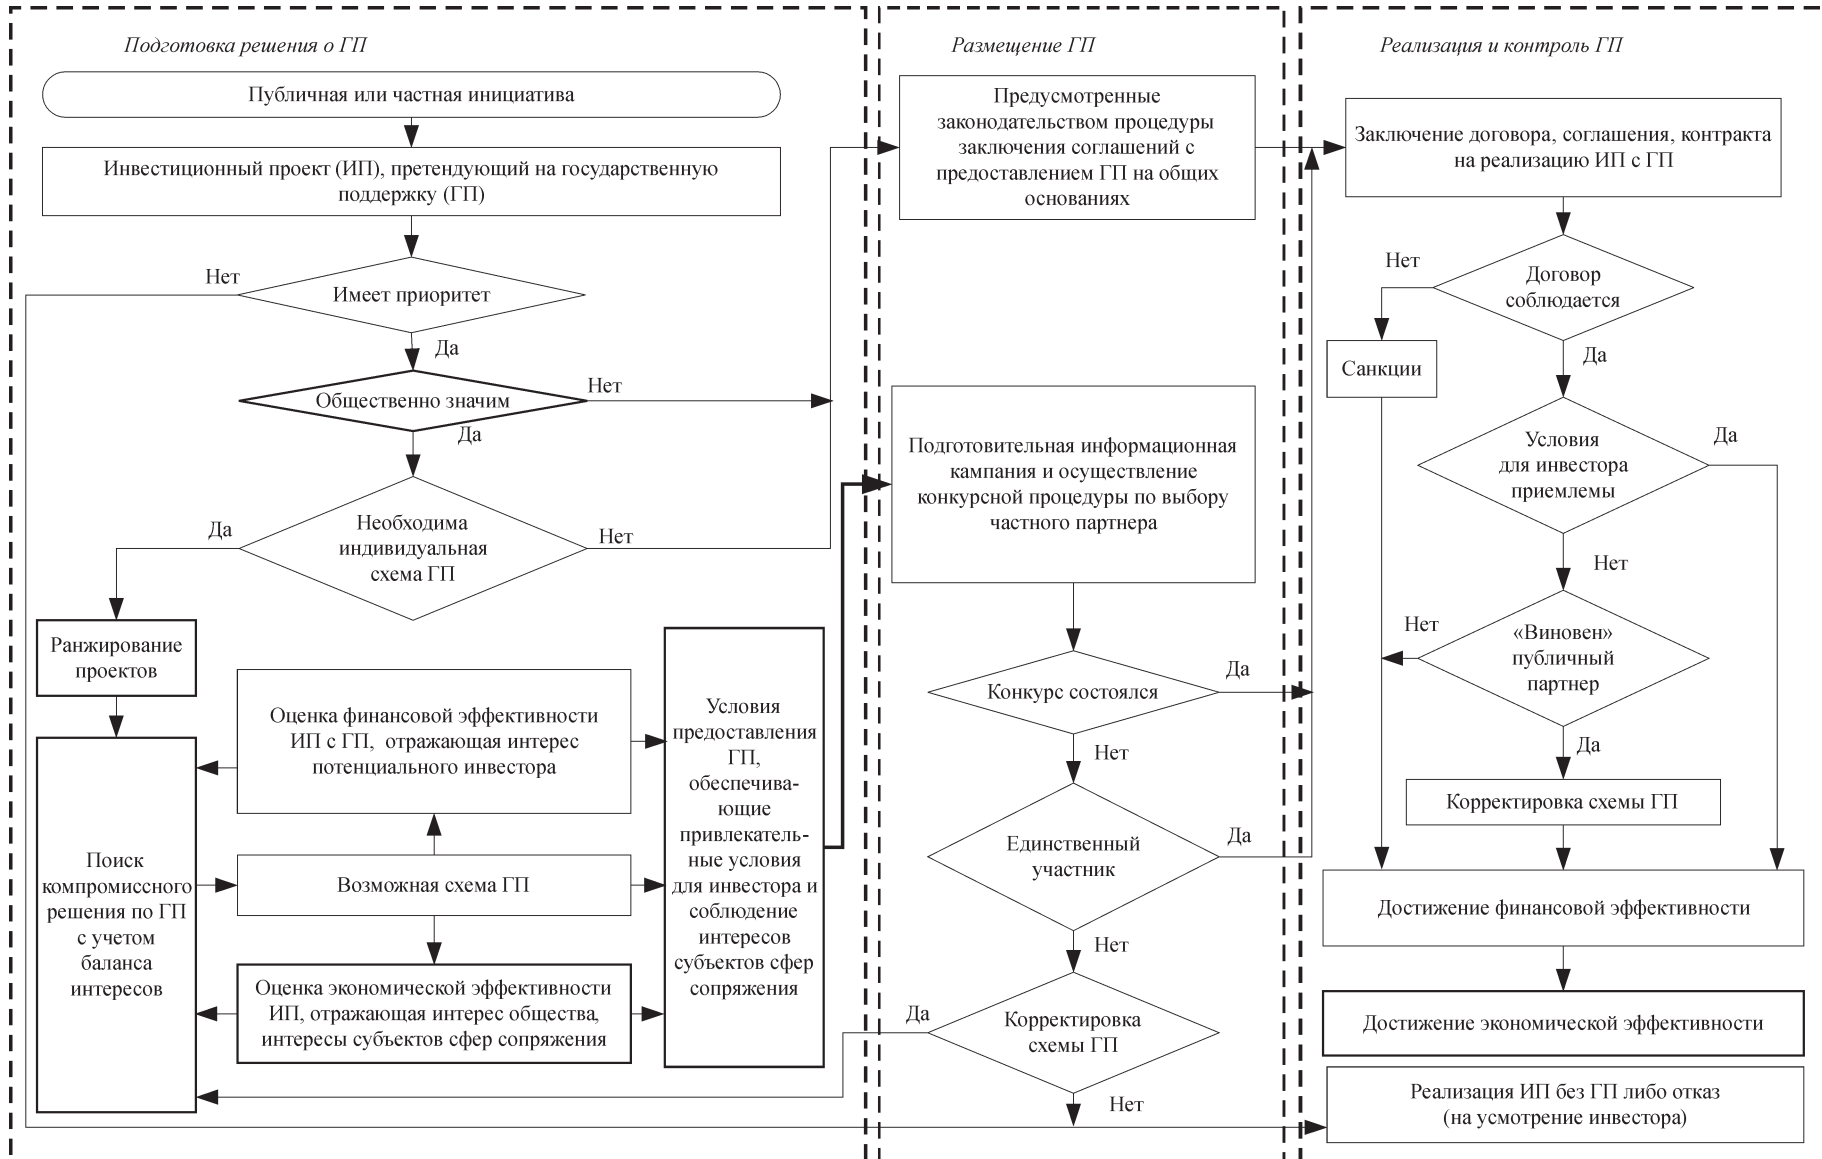 Подготовка решения о ГП
Публичная или частная инициатива
Инвестиционный проект (ИП), претендующий на государственную
поддержку (ГП)
Нет
Имеет приоритет
Да
Общественно значим
Нет
Да
Необходима
индивидуальная
схема ГП
Да
Нет
Ранжирование
проектов
Поиск
компромиссного
решения по ГП
с учетом
баланса
интересов
Оценка финансовой эффективности
ИП с ГП, отражающая интерес
потенциального инвестора
Возможная схема ГП
Оценка экономической эффективности
ИП, отражающая интерес общества,
интересы субъектов сфер сопряжения
Условия
предоставления
ГП,
обеспечива-
ющие
привлекатель-
ные условия
для инвестора и
соблюдение
интересов
субъектов сфер
сопряжения
Размещение ГП
Предусмотренные
законодательством процедуры
заключения соглашений с
предоставлением ГП на общих
основаниях
Подготовительная информационная
кампания и осуществление
конкурсной процедуры по выбору
частного партнера
Конкурс состоялся
Да
Нет
Единственный
участник
Да
Нет
Корректировка
схемы ГП
Да
Нет
Реализация и контроль ГП
Заключение договора, соглашения, контракта
на реализацию ИП с ГП
Договор
соблюдается
Нет
Да
Санкции
Условия
для инвестора
приемлемы
Да
Нет
«Виновен»
публичный
партнер
Нет
Да
Корректировка схемы ГП
Достижение финансовой эффективности
Достижение экономической эффективности
Реализация ИП без ГП либо отказ
(на усмотрение инвестора)